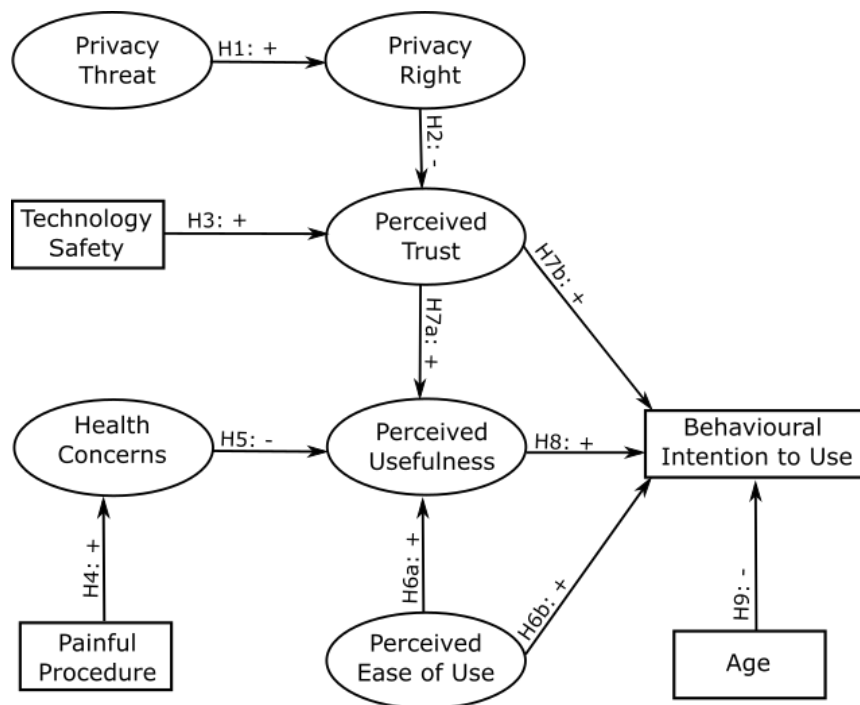 Privacy
Threat
H1: +
Privacy
Right
H2: -
Technology
Safety
H3: +
Perceived
Trust
H7b: +
H7a: +
Health
Concerns
H5: -
Perceived
Usefulness
H8: +
Behavioural
Intention to Use
H4: +
H6a: +
H6b: +
H9: -
Painful
Procedure
Perceived
Ease of Use
Age